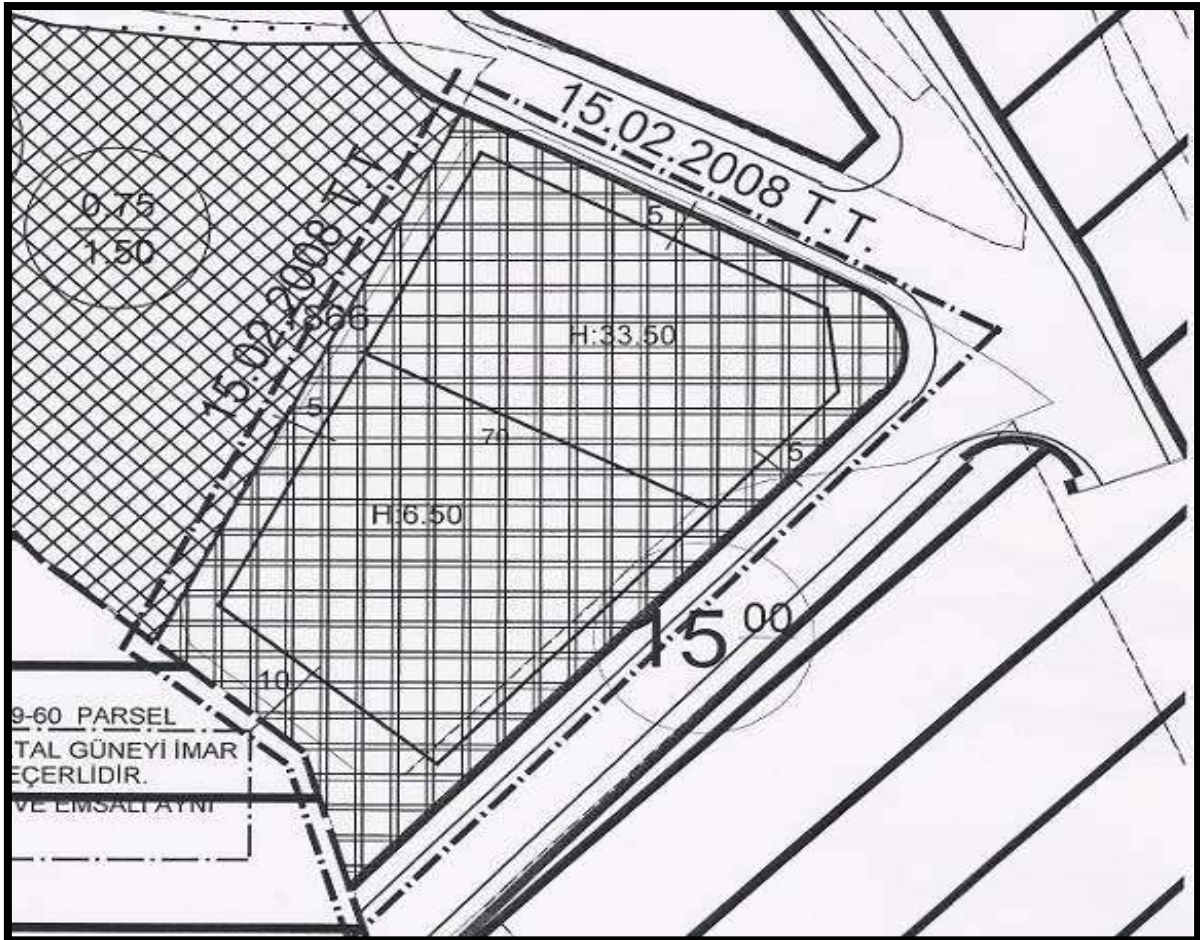 15.02.2008 T.T.
0.75
1.50
15.02.2008 T.T.
5
H:33.50
5
70
5
H:6.50
15 00
10
9-60 PARSEL
TAL GÜNEYİ İMAR
EÇERLİDİR.
VE EMSALİ AYNI